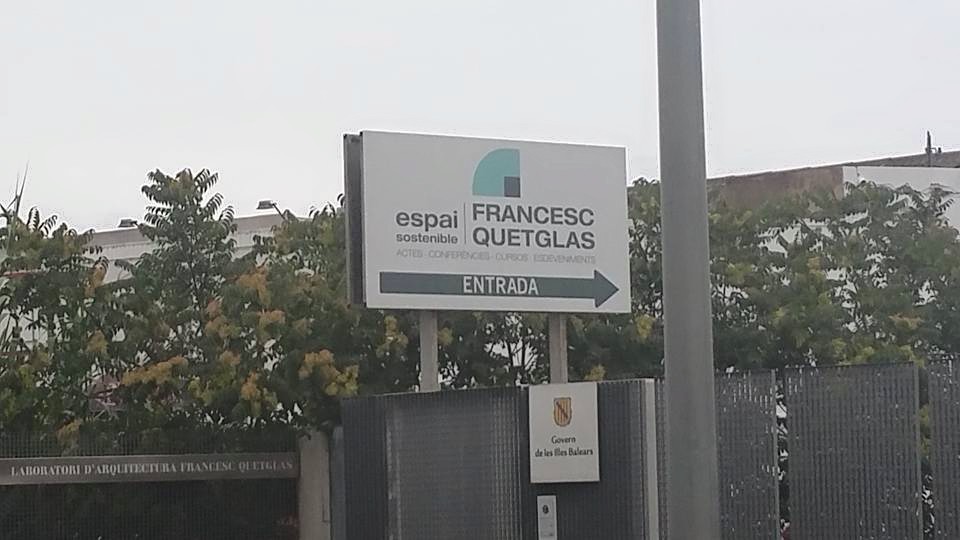 espai
sostenible
FRANCESC
QUETGLAS
ACTES · CONFERÈNCIES · CURSOS · ESDEVENIMENTS
ENTRADA
Govern
de les Illes Balears
LABORATORI D'ARQUITECTURA FRANCESC QUETGLAS